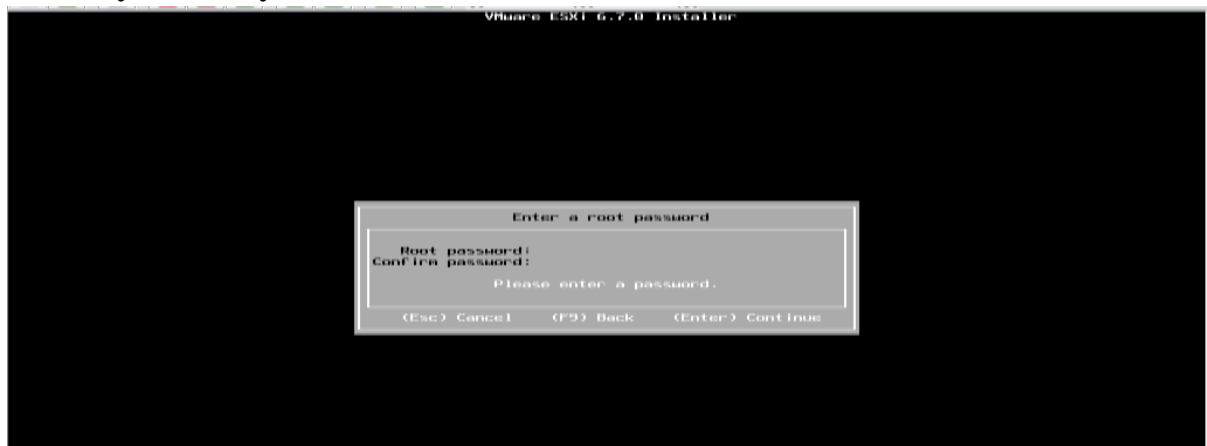 VMware ESXi 6.7.0 Installer
Enter a root password
Root password:
Confirm password:
Please enter a password.
(Esc) Cancel (F9) Back (Enter) Continue